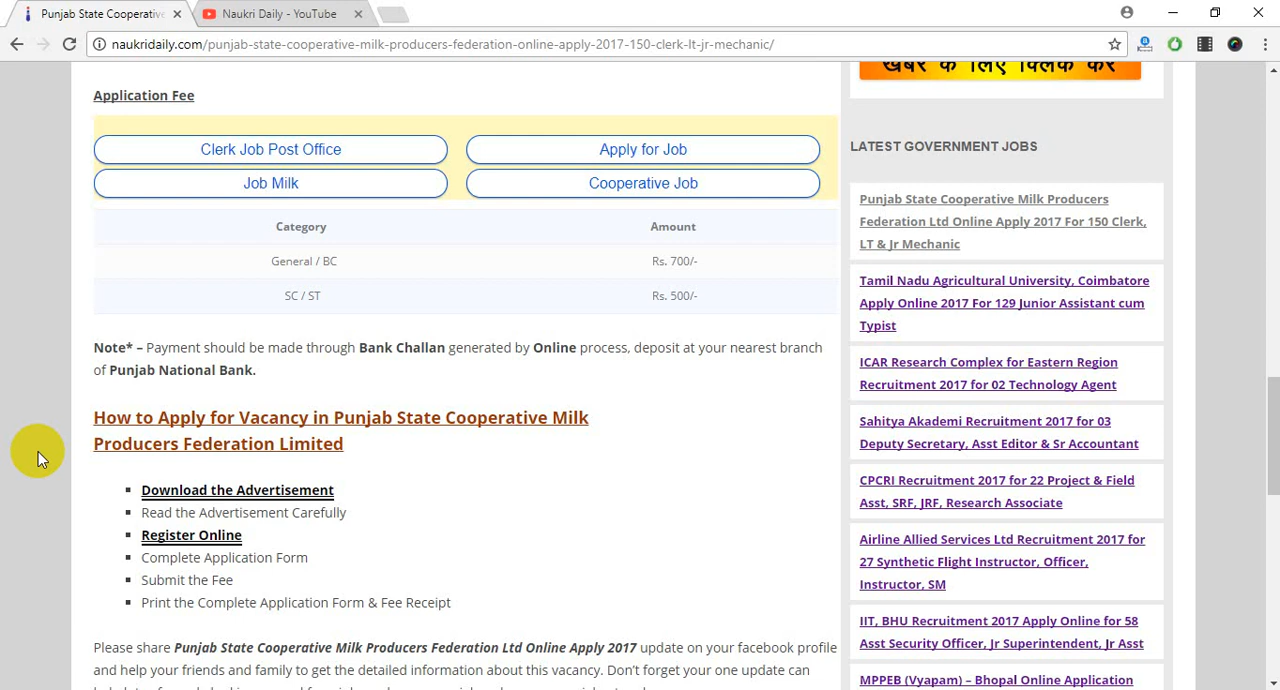 Punjab State Cooperative
Naukri Daily - YouTube
naukridaily.com/punjab-state-cooperative-milk-producers-federation-online-apply-2017-150-clerk-lt-jr-mechanic/
Application Fee
Clerk Job Post Office
Apply for Job
Job Milk
Cooperative Job
Category Amount
General / BC Rs. 700/-
SC / ST Rs. 500/-
Note* – Payment should be made through Bank Challan generated by Online process, deposit at your nearest branch
of Punjab National Bank.
How to Apply for Vacancy in Punjab State Cooperative Milk
Producers Federation Limited
Download the Advertisement
Read the Advertisement Carefully
Register Online
Complete Application Form
Submit the Fee
Print the Complete Application Form & Fee Receipt
Please share Punjab State Cooperative Milk Producers Federation Ltd Online Apply 2017 update on your facebook profile
and help your friends and family to get the detailed information about this vacancy. Don’t forget your one update can
खबर के लिए क्लिक करे
LATEST GOVERNMENT JOBS
Punjab State Cooperative Milk Producers
Federation Ltd Online Apply 2017 For 150 Clerk,
LT & Jr Mechanic
Tamil Nadu Agricultural University, Coimbatore
Apply Online 2017 For 129 Junior Assistant cum
Typist
ICAR Research Complex for Eastern Region
Recruitment 2017 for 02 Technology Agent
Sahitya Akademi Recruitment 2017 for 03
Deputy Secretary, Asst Editor & Sr Accountant
CPCRI Recruitment 2017 for 22 Project & Field
Asst, SRF, JRF, Research Associate
Airline Allied Services Ltd Recruitment 2017 for
27 Synthetic Flight Instructor, Officer,
Instructor, SM
IIT, BHU Recruitment 2017 Apply Online for 58
Asst Security Officer, Jr Superintendent, Jr Asst
MPPEB (Vyapam) – Bhopal Online Application